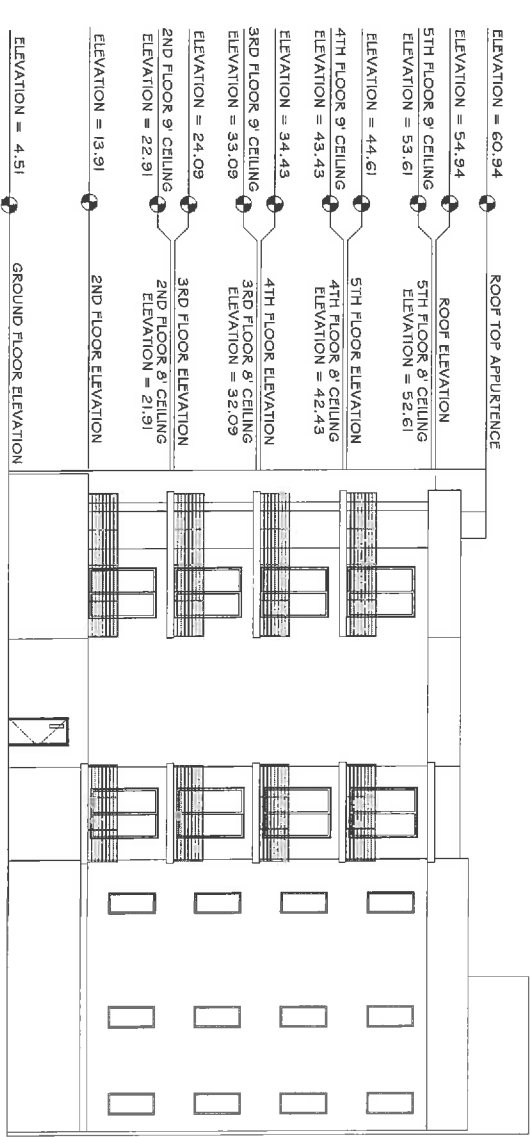 ELEVATION = 60.94
ROOF TOP APPURTENCE
ELEVATION = 54.94
ROOF ELEVATION
5TH FLOOR 9' CEILING
ELEVATION = 53.61
5TH FLOOR 8' CEILING
ELEVATION = 52.61
ELEVATION = 44.61
5TH FLOOR ELEVATION
4TH FLOOR 9' CEILING
ELEVATION = 43.43
4TH FLOOR 8' CEILING
ELEVATION = 42.43
ELEVATION = 34.43
4TH FLOOR ELEVATION
3RD FLOOR 9' CEILING
ELEVATION = 33.09
3RD FLOOR 8' CEILING
ELEVATION = 32.09
ELEVATION = 24.09
3RD FLOOR ELEVATION
2ND FLOOR 9' CEILING
ELEVATION = 22.91
2ND FLOOR 8' CEILING
ELEVATION = 21.91
ELEVATION = 13.91
2ND FLOOR ELEVATION
ELEVATION = 4.51
GROUND FLOOR ELEVATION